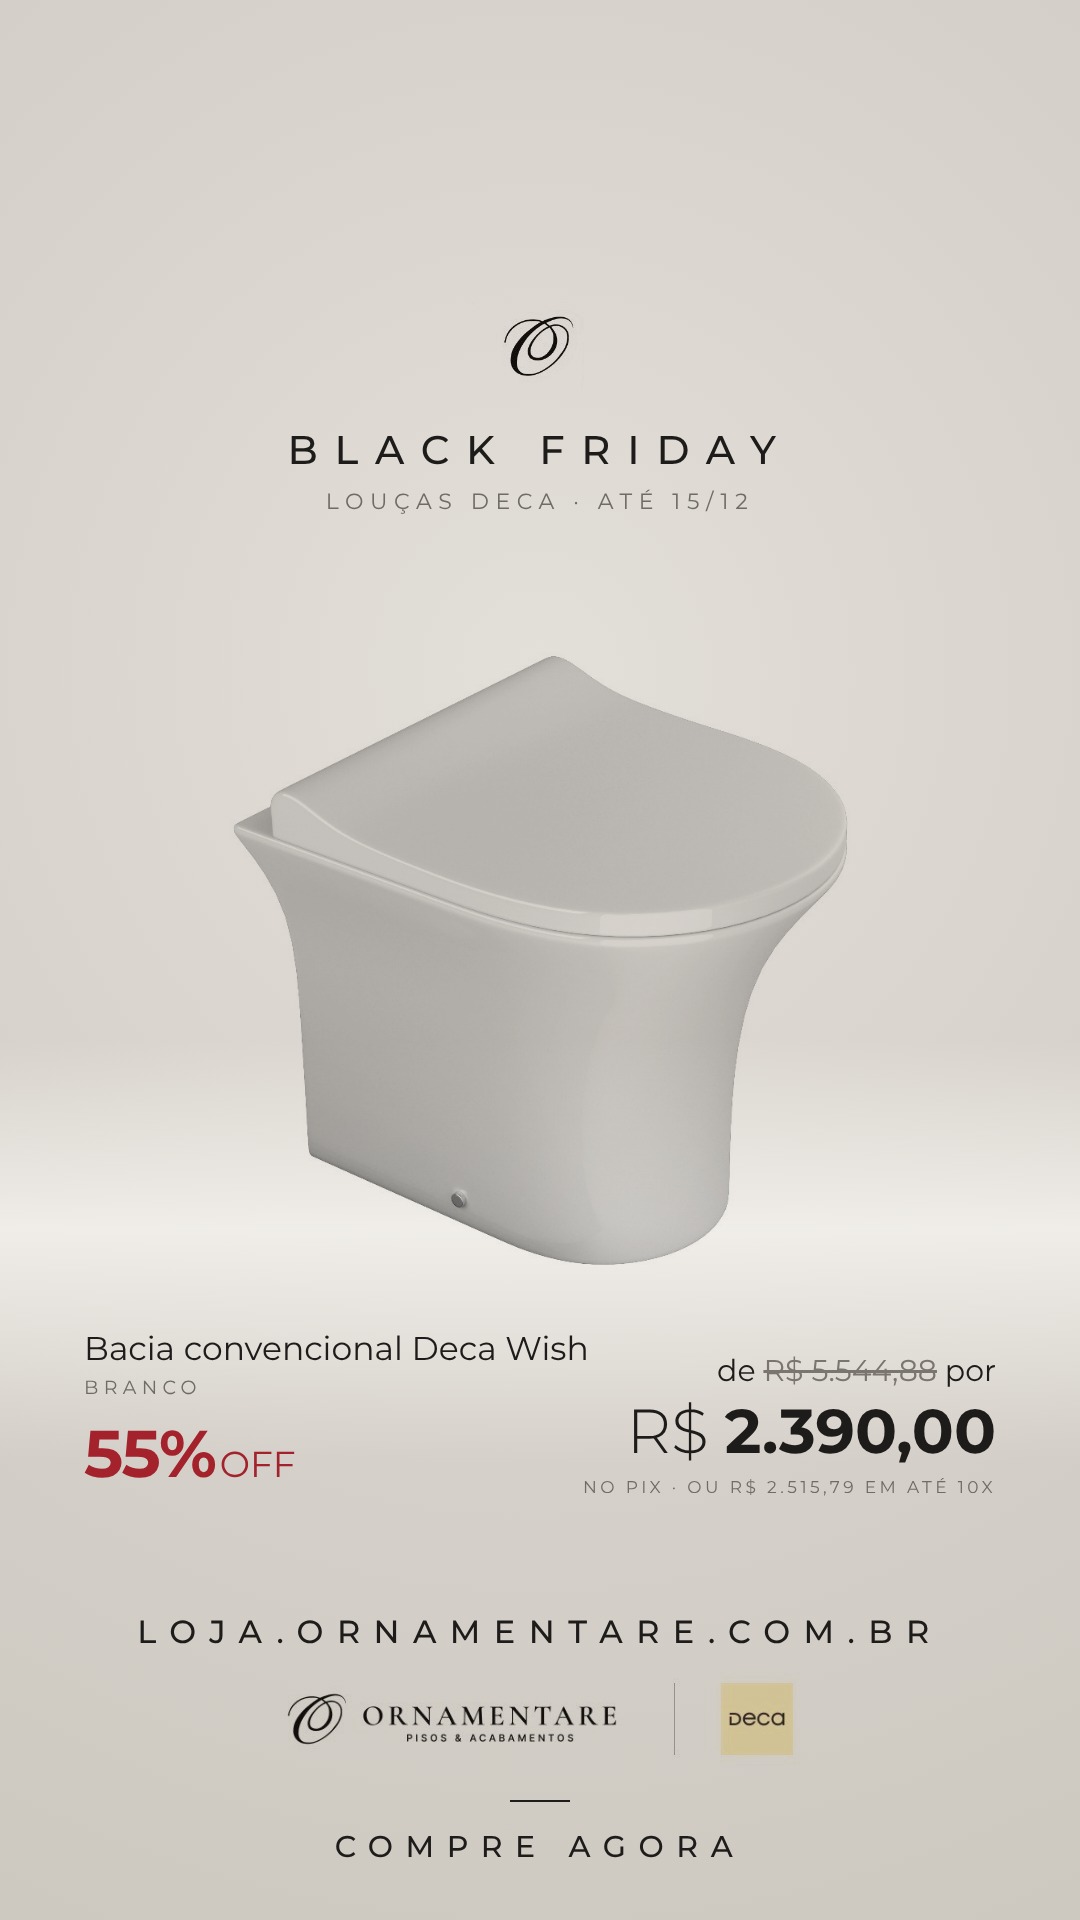 O
BLACK FRIDAY
LOUÇAS DECA · ATÉ 15/12
Bacia convencional Deca Wish
BRANCO
55% OFF
de R$ 5.544,88 por
R$ 2.390,00
NO PIX · OU R$ 2.515,79 EM ATÉ 10X
LOJA.ORNAMENTARE.COM.BR
O ORNAMENTARE
PISOS & ACABAMENTOS
Deca
COMPRE AGORA